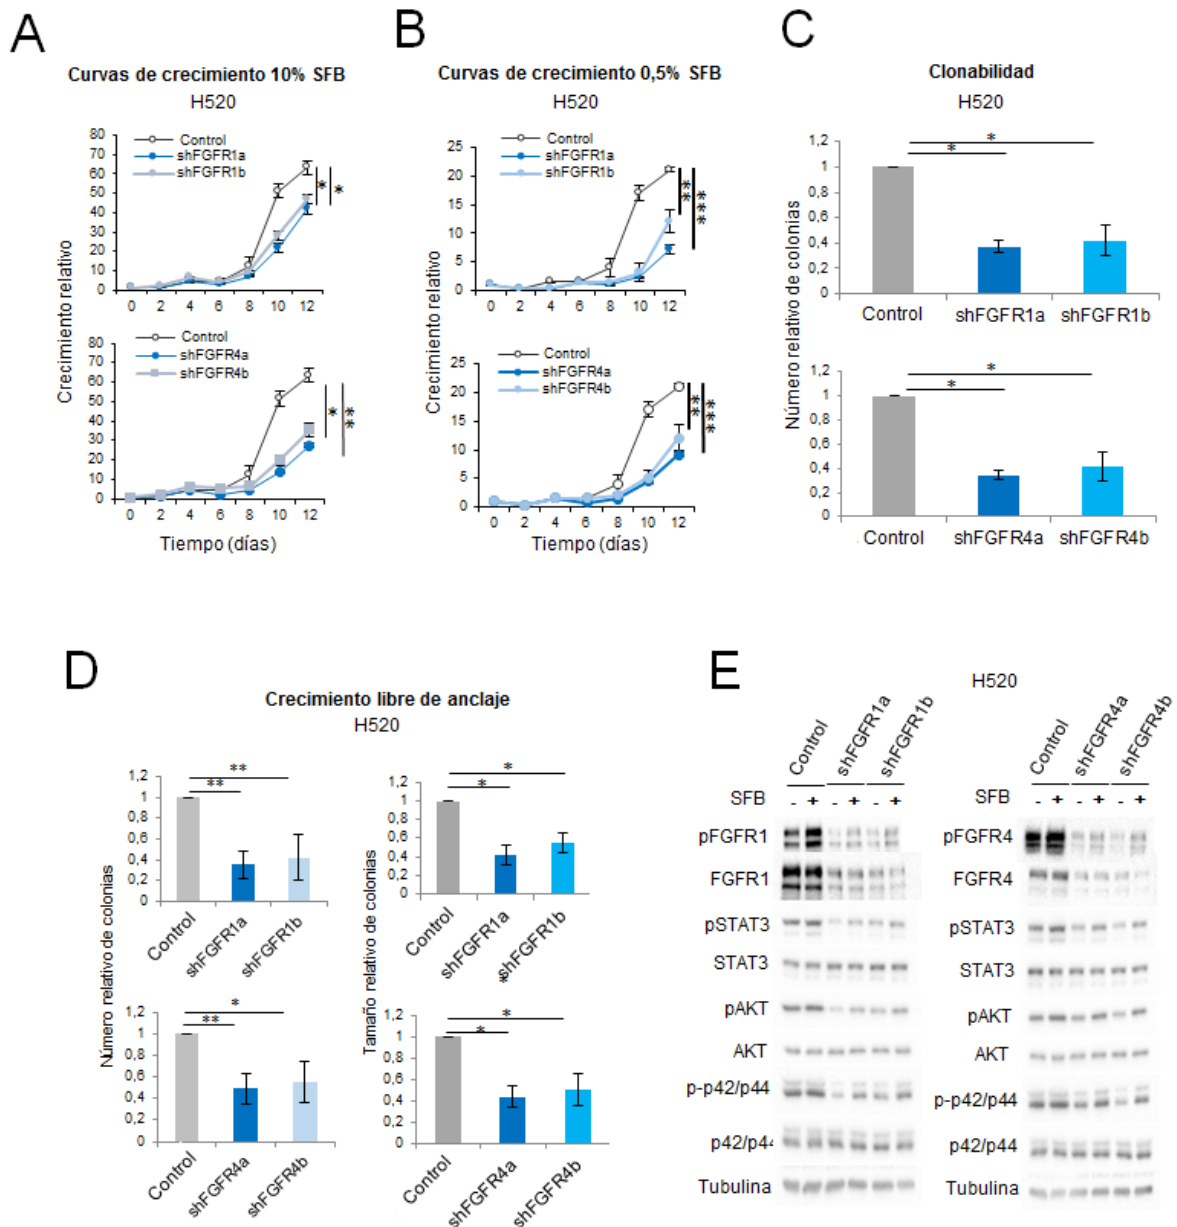 A
Curvas de crecimiento 10% SFB
H520
Crecimiento relativo
80
70
60
50
40
30
20
10
0
Control
shFGFR1a
shFGFR1b
*
*
0 2 4 6 8 10 12
80
70
60
50
40
30
20
10
0
Control
shFGFR4a
shFGFR4b
*
**
0 2 4 6 8 10 12
Tiempo (días)
B
Curvas de crecimiento 0,5% SFB
H520
Crecimiento relativo
25
20
15
10
5
0
Control
shFGFR1a
shFGFR1b
**
***
0 2 4 6 8 10 12
25
20
15
10
5
0
Control
shFGFR4a
shFGFR4b
**
***
0 2 4 6 8 10 12
Tiempo (días)
C
Clonabilidad
H520
Número relativo de colonias
1,2
1
0,8
0,6
0,4
0,2
0
*
*
Control shFGFR1a shFGFR1b
1,2
1
0,8
0,6
0,4
0,2
0
*
*
Control shFGFR4a shFGFR4b
D
Crecimiento libre de anclaje
H520
Número relativo de colonias
1,2
1
0,8
0,6
0,4
0,2
0
**
**
Control shFGFR1a shFGFR1b
1,2
1
0,8
0,6
0,4
0,2
0
*
**
Control shFGFR4a shFGFR4b
Tamaño relativo de colonias
1,2
1
0,8
0,6
0,4
0,2
0
*
*
Control shFGFR1a shFGFR1b
*
1,2
1
0,8
0,6
0,4
0,2
0
*
*
Control shFGFR4a shFGFR4b
E
H520
Control shFGFR1a shFGFR1b
SFB - + - + - +
pFGFR1
FGFR1
pSTAT3
STAT3
pAKT
AKT
p-p42/p44
p42/p44
Tubulina
Control shFGFR4a shFGFR4b
SFB - + - + - +
pFGFR4
FGFR4
pSTAT3
STAT3
pAKT
AKT
p-p42/p44
p42/p44
Tubulina